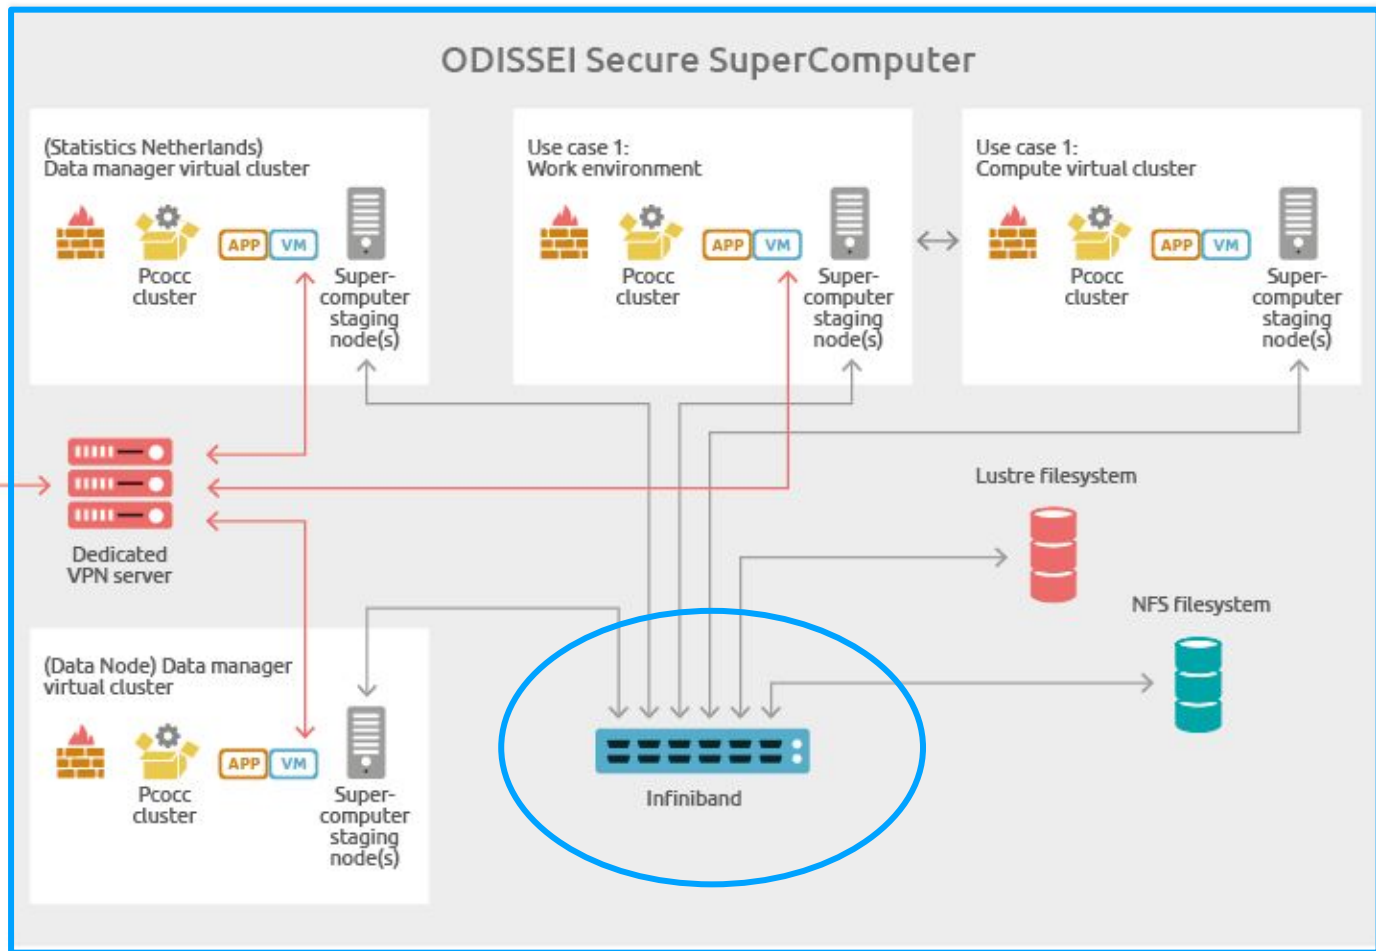 ODISSEI Secure SuperComputer
(Statistics Netherlands)
Data manager virtual cluster
APP VM
Pcocc
cluster
Super-
computer
staging
node(s)
Use case 1:
Work environment
APP VM
Pcocc
cluster
Super-
computer
staging
node(s)
Use case 1:
Compute virtual cluster
APP VM
Pcocc
cluster
Super-
computer
staging
node(s)
Dedicated
VPN server
Lustre filesystem
NFS filesystem
(Data Node) Data manager
virtual cluster
APP VM
Pcocc
cluster
Super-
computer
staging
node(s)
Infiniband